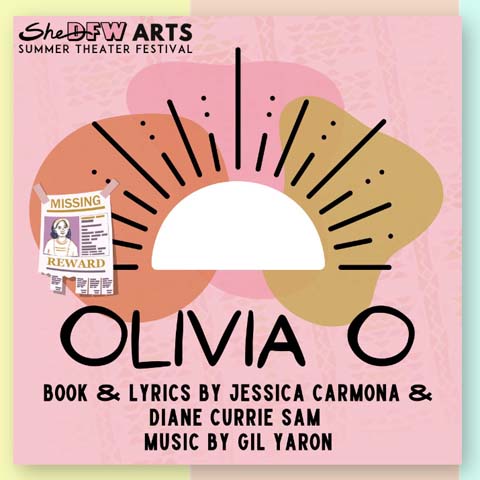 SheDFW ARTS
SUMMER THEATER FESTIVAL
MISSING
REWARD
OLIVIA O
BOOK & LYRICS BY JESSICA CARMONA &
DIANE CURRIE SAM
MUSIC BY GIL YARON